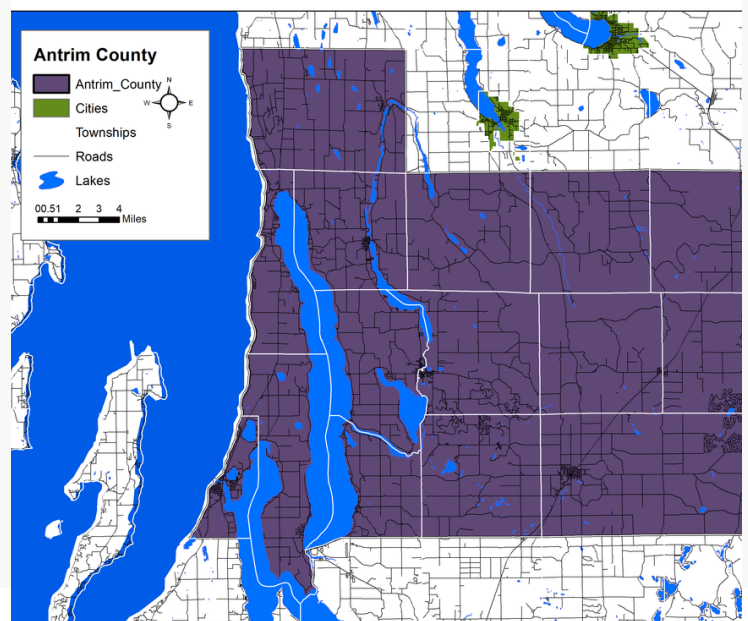 Antrim County
Antrim_County
N
W E
S
Cities
Townships
Roads
Lakes
00.51 2 3 4
Miles